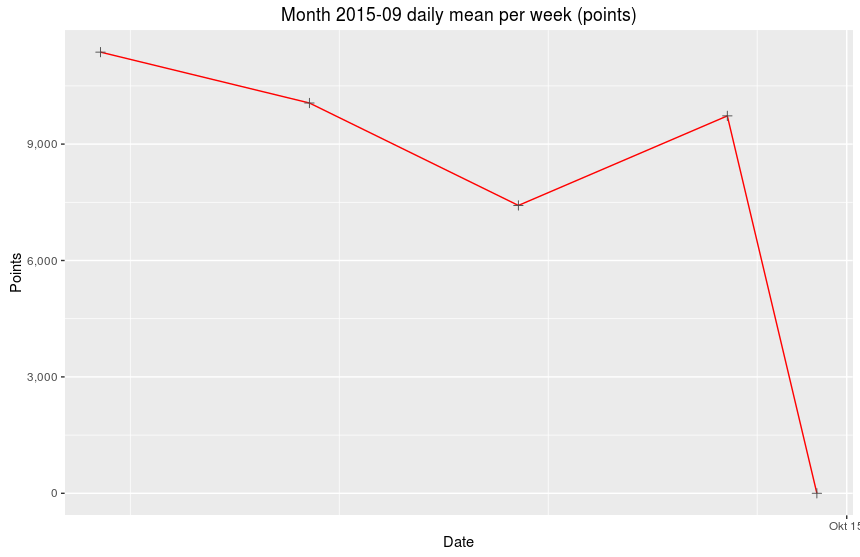 Month 2015-09 daily mean per week (points)
Points
9,000
6,000
3,000
0
Okt 15
Date